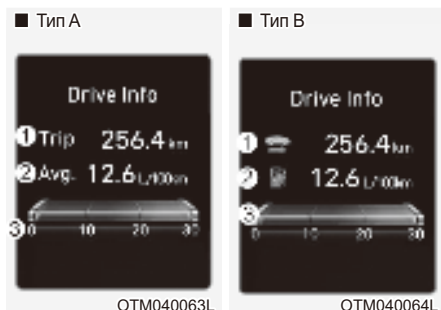 ■ Тип A
Drive Info
① Trip 256.4 km
② Avg. 12.6 L/100km
③
0 10 20 30
OTM040063L
■ Тип B
Drive Info
① 256.4 km
② 12.6 L/100km
③
0 10 20 30
OTM040064L